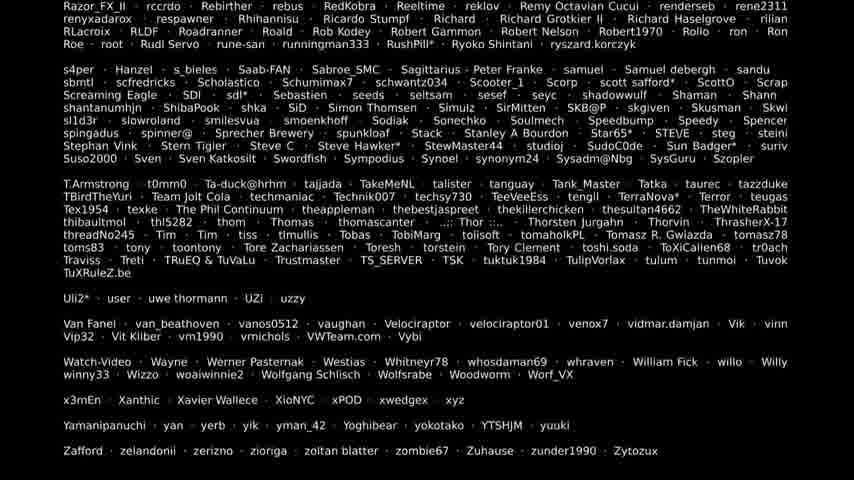 Razor_FX_II · rccrdo · Rebirther · rebus · RedKobra · Reeltime · reklov · Remy Octavian Cucui · renderseb · rene2311
renyxadarox · respawner · Rhihannisu · Ricardo Stumpf · Richard · Richard Grotkier II · Richard Haselgrove · rilian
RLacroix · RLDF · Roadranner · Roald · Rob Kodey · Robert Gammon · Robert Nelson · Robert1970 · Rollo · ron · Ron
Roe · root · Rudi Servo · rune-san · runningman333 · RushPill* · Ryoko Shintani · ryszard.korczyk
s4per · Hanzel · s_bieles · Saab-FAN · Sabroe_SMC · Sagittarius - Peter Franke · samuel · Samuel debergh · sandu
sbmtl · scfredricks · Scholastico · Schumimax7 · schwantz034 · Scooter_1 · Scorp · scott safford* · ScottO · Scrap
Screaming Eagle · SDI · sdl* · Sebastien · seeds · seitsam · sesef · seyc · shadowwulf · Shaman · Shann
shantanumhjn · ShibaPook · shka · SiD · Simon Thomsen · Simulz · SirMitten · SKB@P · skgiven · Skusman · Skwi
sl1d3r · slowroland · smilesvua · smoenkhoff · Sodiak · Sonechko · Soulmech · Speedbump · Speedy · Spencer
spingadus · spinner@ · Sprecher Brewery · spunkloaf · Stack · Stanley A Bourdon · Star65* · STE\/E · steg · steini
Stephan Vink · Stern Tigler · Steve C · Steve Hawker* · StewMaster44 · studioj · SudoC0de · Sun Badger* · suriv
Suso2000 · Sven · Sven Katkosilt · Swordfish · Sympodius · Synoel · synonym24 · Sysadm@Nbg · SysGuru · Szopler
T.Armstrong · t0mm0 · Ta-duck@hrhm · tajjada · TakeMeNL · talister · tanguay · Tank_Master · Tatka · taurec · tazzduke
TBirdTheYuri · Team Jolt Cola · techmaniac · Technik007 · techsy730 · TeeVeeEss · tengll · TerraNova* · Terror · teugas
Tex1954 · texke · The Phil Continuum · theappleman · thebestjaspreet · thekillerchicken · thesultan4662 · TheWhiteRabbit
thibaultmol · thl5282 · thom · Thomas · thomascanter · ..:: Thor ::.. · Thorsten Jurgahn · Thorvin · ThrasherX-17
threadNo245 · Tim · Tim · tiss · tlmullis · Tobas · TobiMarg · toiisoft · tomaholkPL · Tomasz R. Gwiazda · tomasz78
toms83 · tony · toontony · Tore Zachariassen · Toresh · torstein · Tory Clement · toshi.soda · ToXiCalien68 · tr0ach
Traviss · Treti · TRuEQ & TuVaLu · Trustmaster · TS_SERVER · TSK · tuktuk1984 · TulipVorlax · tulum · tunmoi · Tuvok
TuXRuleZ.be
Uli2* · user · uwe thormann · UZi · uzzy
Van Fanel · van_beathoven · vanos0512 · vaughan · Velociraptor · velociraptor01 · venox7 · vidmar.damjan · Vik · vinn
Vip32 · Vit Kliber · vm1990 · vmichols · VWTeam.com · Vybi
Watch-Video · Wayne · Werner Pasternak · Westias · Whitneyr78 · whosdaman69 · whraven · William Fick · willo · Willy
winny33 · Wizzo · woaiwinnie2 · Wolfgang Schlisch · Wolfsrabe · Woodworm · Worf_VX
x3mEn · Xanthic · Xavier Wallece · XioNYC · xPOD · xwedgex · xyz
Yamanipanuchi · yan · yerb · yik · yman_42 · Yoghibear · yokotako · YTSHJM · yuuki
Zafford · zelandonii · zerizno · zioriga · zoltan blatter · zombie67 · Zuhause · zunder1990 · Zytozux